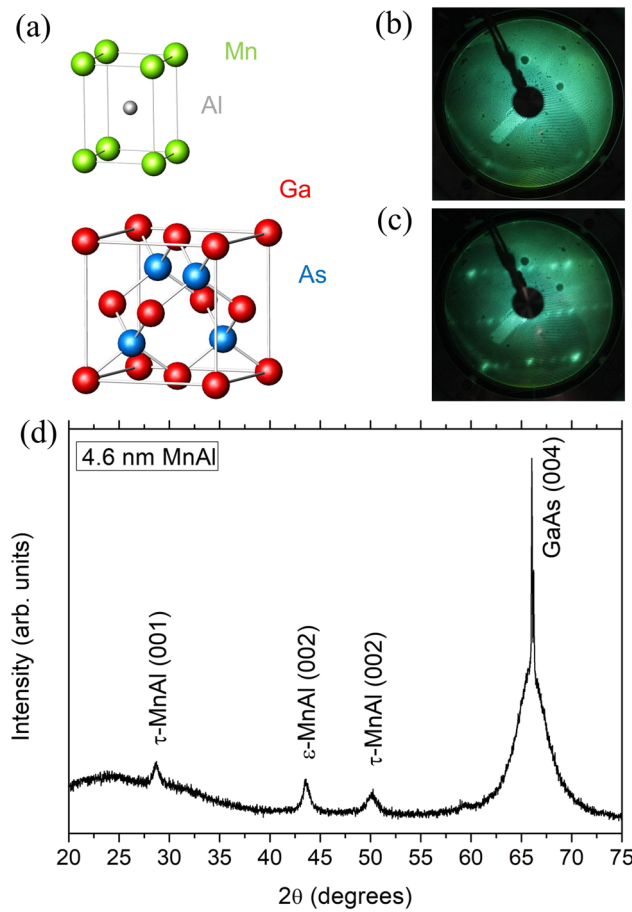 (a)
Mn
Al
Ga
As
(b)
(c)
(d)
4.6 nm MnAl
Intensity (arb. units)
τ-MnAl (001)
ε-MnAl (002)
τ-MnAl (002)
GaAs (004)
20 25 30 35 40 45 50 55 60 65 70 75
2θ (degrees)